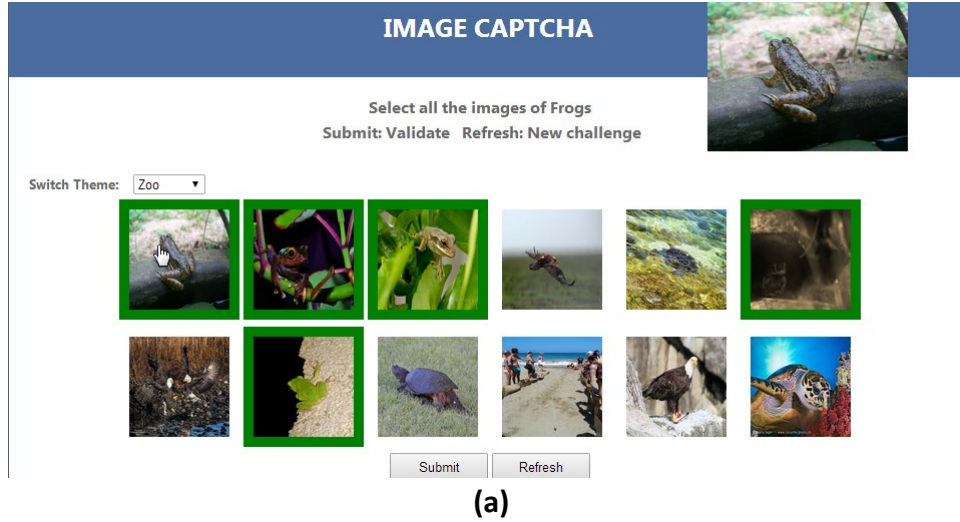 IMAGE CAPTCHA
Select all the images of Frogs
Submit: Validate Refresh: New challenge
Switch Theme: Zoo
Submit Refresh
(a)